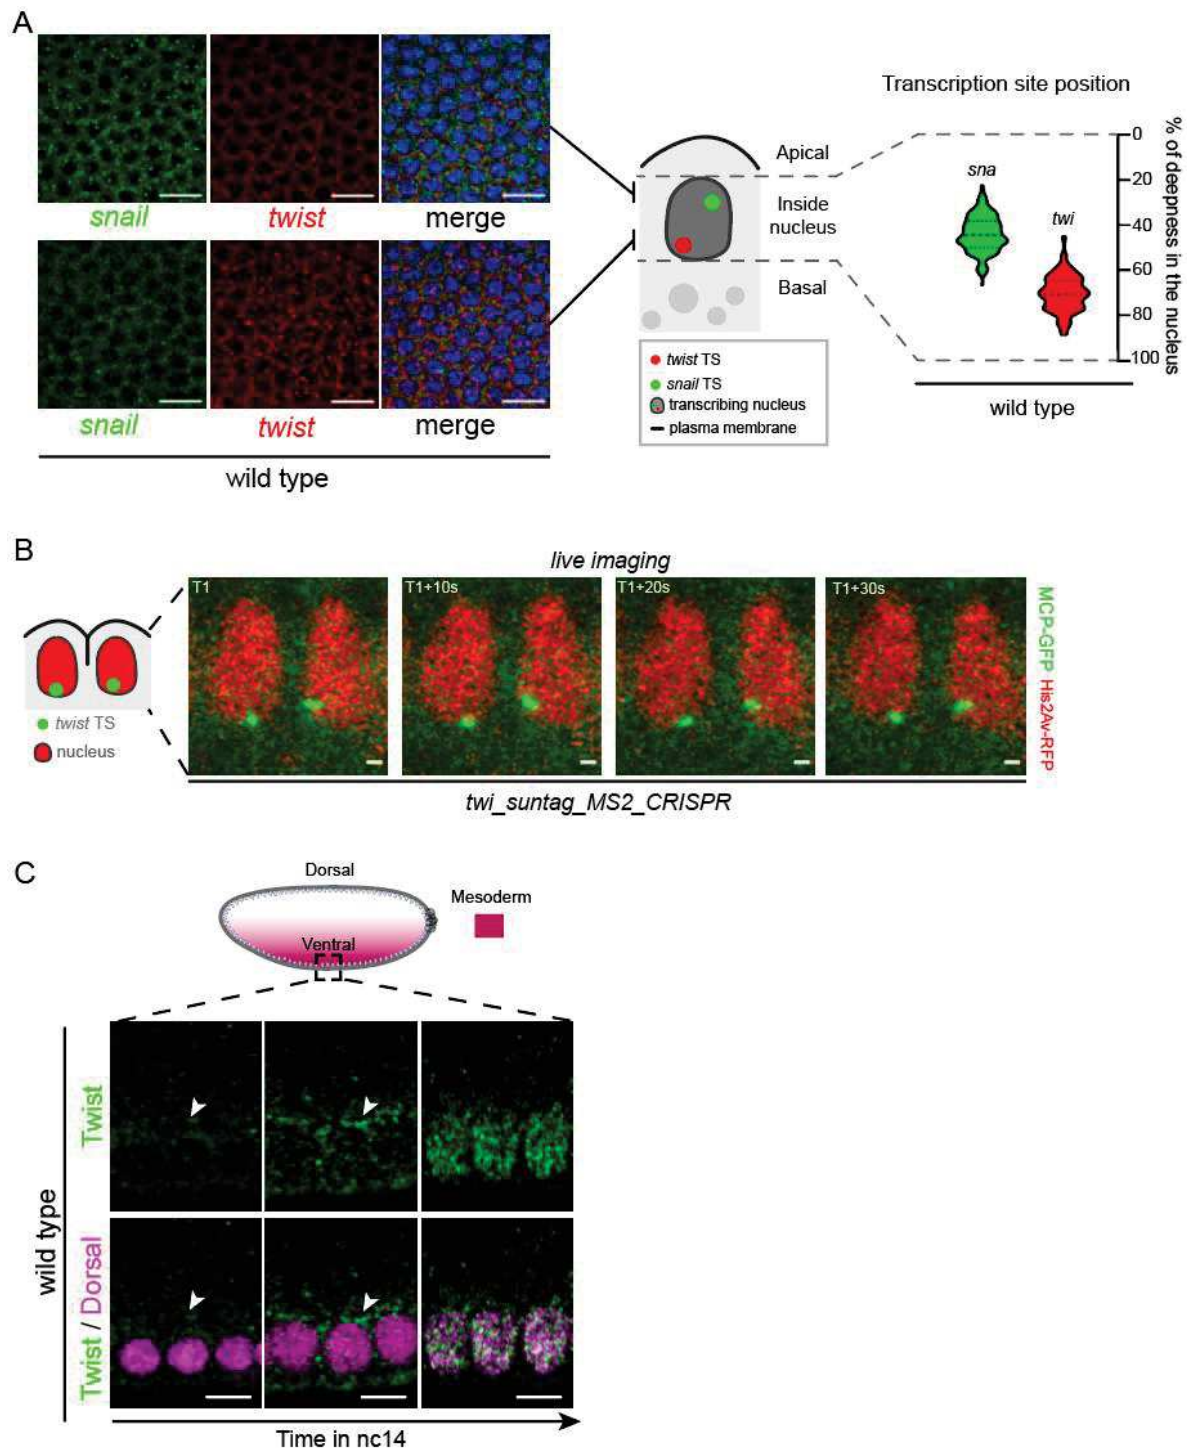 A
snail
twist
merge
snail
twist
merge
wild type
Apical
Inside
nucleus
Basal
twist TS
snail TS
transcribing nucleus
plasma membrane
Transcription site position
sna
twi
0
20
40
60
80
100
% of deepness in the nucleus
wild type
B
live imaging
twist TS
nucleus
T1
T1+10s
T1+20s
T1+30s
MCP-GFP His2Av-RFP
twi_suntag_MS2_CRISPR
C
Dorsal
Ventral
Mesoderm
wild type
Twist
Twist / Dorsal
Time in nc14